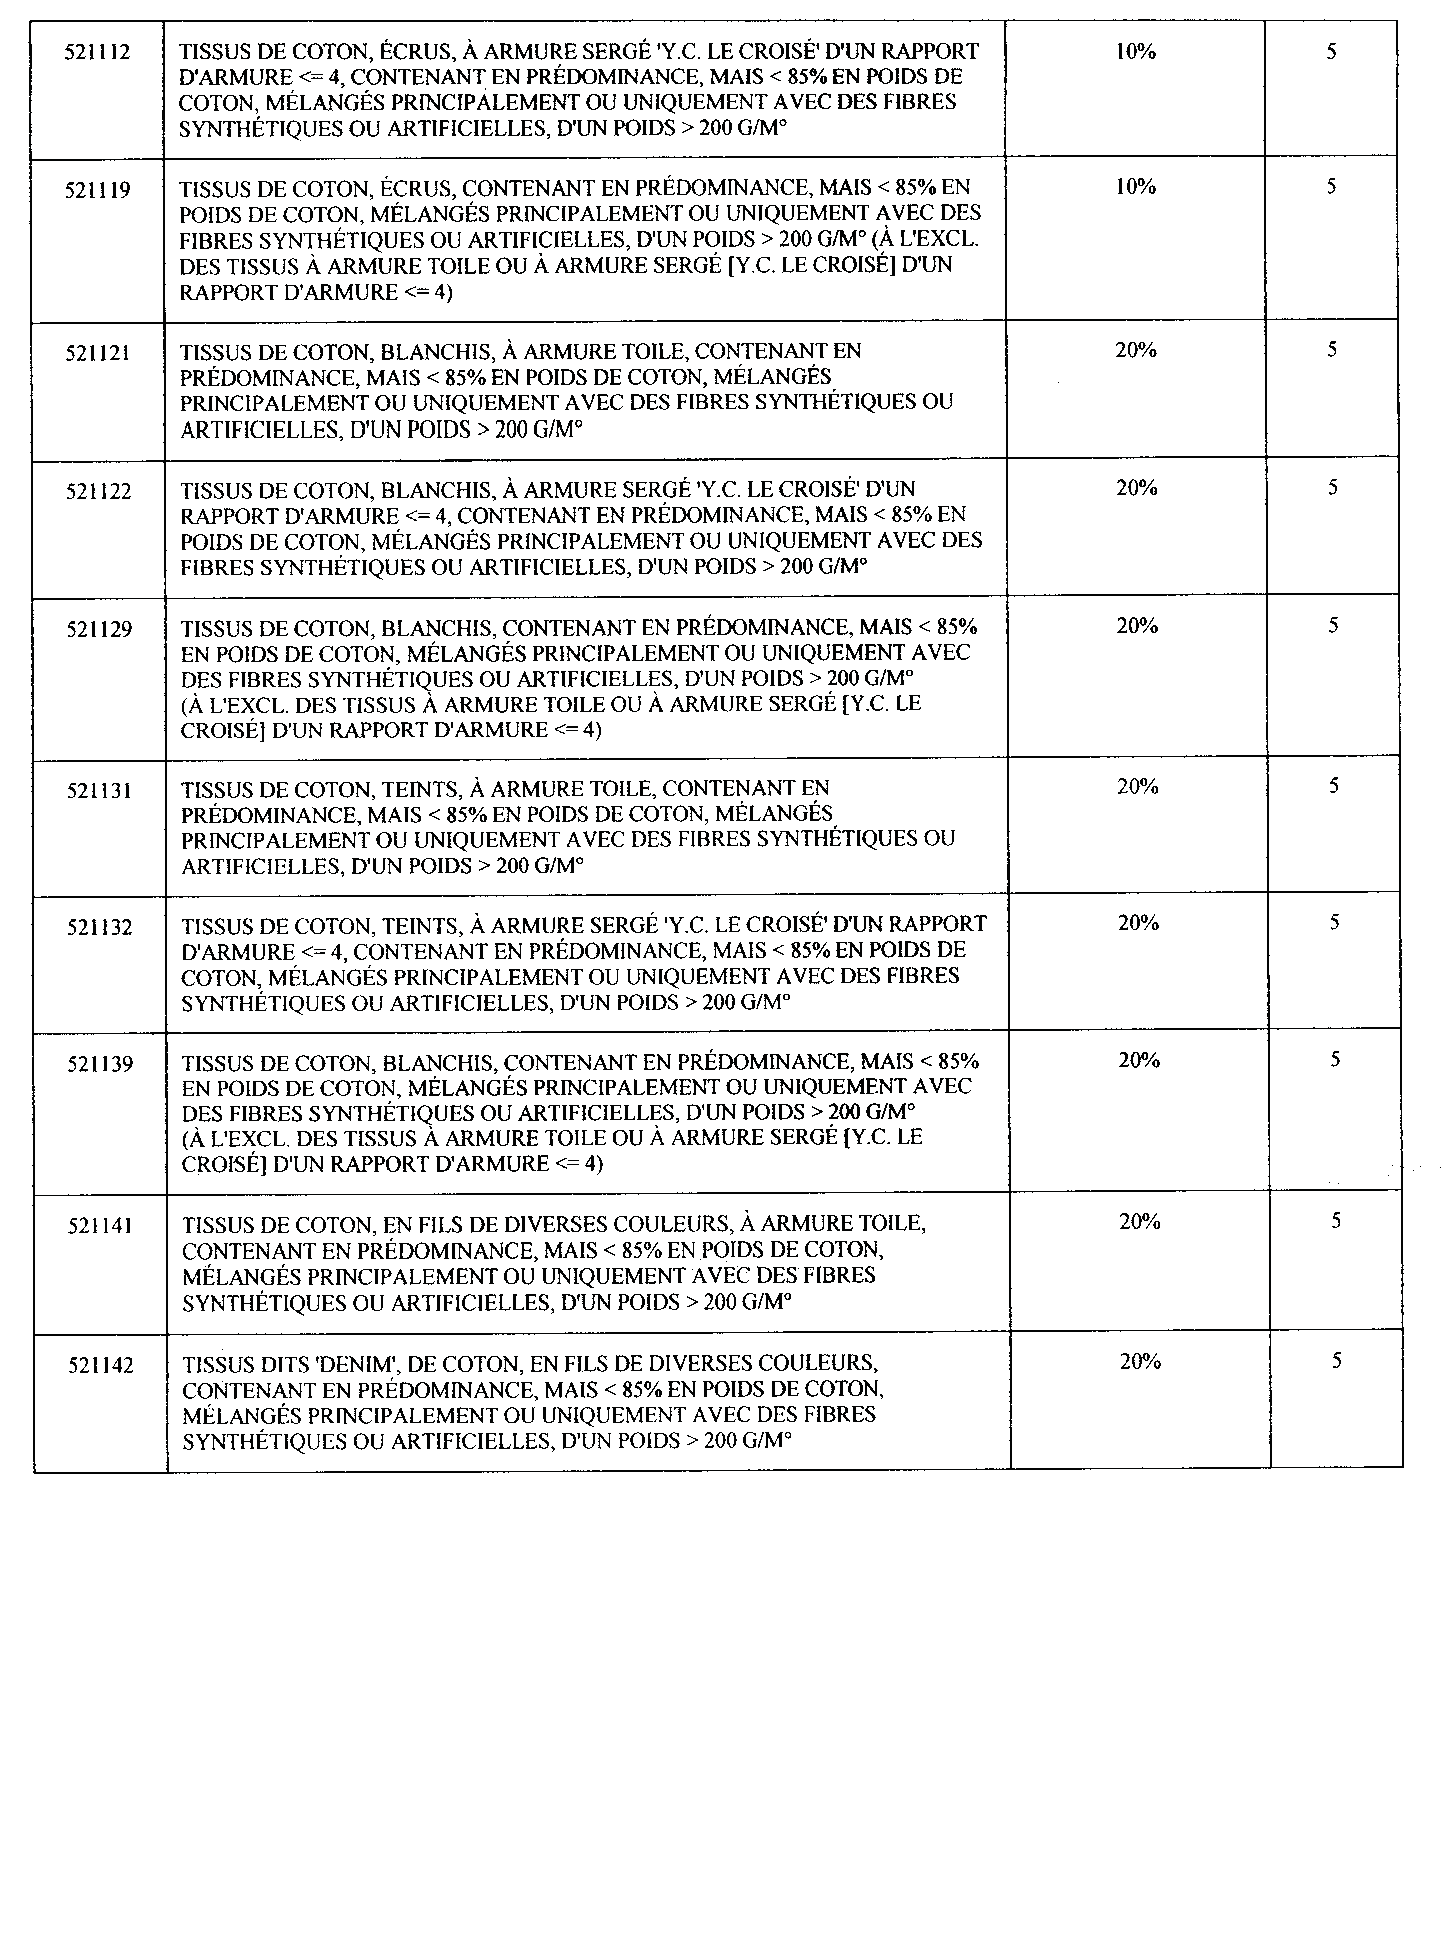 521112 TISSUS DE COTON, ÉCRUS, À ARMURE SERGÉ 'Y.C. LE CROISÉ' D'UN RAPPORT 10% 5
D'ARMURE <= 4, CONTENANT EN PRÉDOMINANCE, MAIS < 85% EN POIDS DE
COTON, MÉLANGÉS PRINCIPALEMENT OU UNIQUEMENT AVEC DES FIBRES
SYNTHÉTIQUES OU ARTIFICIELLES, D'UN POIDS > 200 G/M°
521119 TISSUS DE COTON, ÉCRUS, CONTENANT EN PRÉDOMINANCE, MAIS < 85% EN 10% 5
POIDS DE COTON, MÉLANGÉS PRINCIPALEMENT OU UNIQUEMENT AVEC DES
FIBRES SYNTHÉTIQUES OU ARTIFICIELLES, D'UN POIDS > 200 G/M° (À L'EXCL.
DES TISSUS À ARMURE TOILE OU À ARMURE SERGÉ [Y.C. LE CROISÉ] D'UN
RAPPORT D'ARMURE <= 4)
521121 TISSUS DE COTON, BLANCHIS, À ARMURE TOILE, CONTENANT EN 20% 5
PRÉDOMINANCE, MAIS < 85% EN POIDS DE COTON, MÉLANGÉS
PRINCIPALEMENT OU UNIQUEMENT AVEC DES FIBRES SYNTHÉTIQUES OU
ARTIFICIELLES, D'UN POIDS > 200 G/M°
521122 TISSUS DE COTON, BLANCHIS, À ARMURE SERGÉ 'Y.C. LE CROISÉ' D'UN 20% 5
RAPPORT D'ARMURE <= 4, CONTENANT EN PRÉDOMINANCE, MAIS < 85% EN
POIDS DE COTON, MÉLANGÉS PRINCIPALEMENT OU UNIQUEMENT AVEC DES
FIBRES SYNTHÉTIQUES OU ARTIFICIELLES, D'UN POIDS > 200 G/M°
521129 TISSUS DE COTON, BLANCHIS, CONTENANT EN PRÉDOMINANCE, MAIS < 85% 20% 5
EN POIDS DE COTON, MÉLANGÉS PRINCIPALEMENT OU UNIQUEMENT AVEC
DES FIBRES SYNTHÉTIQUES OU ARTIFICIELLES, D'UN POIDS > 200 G/M°
(À L'EXCL. DES TISSUS À ARMURE TOILE OU À ARMURE SERGÉ [Y.C. LE
CROISÉ] D'UN RAPPORT D'ARMURE <= 4)
521131 TISSUS DE COTON, TEINTS, À ARMURE TOILE, CONTENANT EN 20% 5
PRÉDOMINANCE, MAIS < 85% EN POIDS DE COTON, MÉLANGÉS
PRINCIPALEMENT OU UNIQUEMENT AVEC DES FIBRES SYNTHÉTIQUES OU
ARTIFICIELLES, D'UN POIDS > 200 G/M°
521132 TISSUS DE COTON, TEINTS, À ARMURE SERGÉ 'Y.C. LE CROISÉ' D'UN RAPPORT 20% 5
D'ARMURE <= 4, CONTENANT EN PRÉDOMINANCE, MAIS < 85% EN POIDS DE
COTON, MÉLANGÉS PRINCIPALEMENT OU UNIQUEMENT AVEC DES FIBRES
SYNTHÉTIQUES OU ARTIFICIELLES, D'UN POIDS > 200 G/M°
521139 TISSUS DE COTON, BLANCHIS, CONTENANT EN PRÉDOMINANCE, MAIS < 85% 20% 5
EN POIDS DE COTON, MÉLANGÉS PRINCIPALEMENT OU UNIQUEMENT AVEC
DES FIBRES SYNTHÉTIQUES OU ARTIFICIELLES, D'UN POIDS > 200 G/M°
(À L'EXCL. DES TISSUS À ARMURE TOILE OU À ARMURE SERGÉ [Y.C. LE
CROISÉ] D'UN RAPPORT D'ARMURE <= 4)
521141 TISSUS DE COTON, EN FILS DE DIVERSES COULEURS, À ARMURE TOILE, 20% 5
CONTENANT EN PRÉDOMINANCE, MAIS < 85% EN POIDS DE COTON,
MÉLANGÉS PRINCIPALEMENT OU UNIQUEMENT AVEC DES FIBRES
SYNTHÉTIQUES OU ARTIFICIELLES, D'UN POIDS > 200 G/M°
521142 TISSUS DITS 'DENIM', DE COTON, EN FILS DE DIVERSES COULEURS, 20% 5
CONTENANT EN PRÉDOMINANCE, MAIS < 85% EN POIDS DE COTON,
MÉLANGÉS PRINCIPALEMENT OU UNIQUEMENT AVEC DES FIBRES
SYNTHÉTIQUES OU ARTIFICIELLES, D'UN POIDS > 200 G/M°